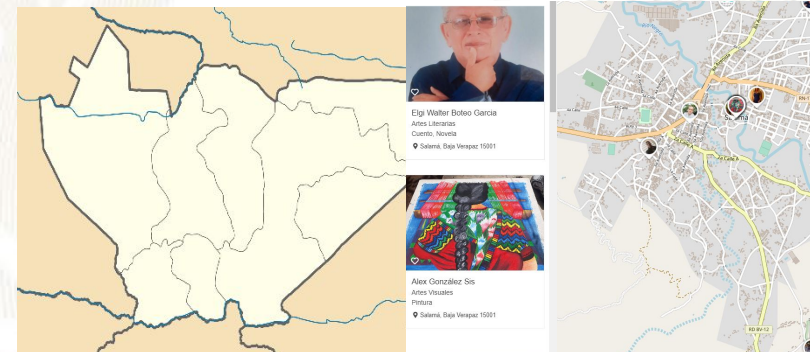 Elgi Walter Boteo Garcia
Artes Literarias
Cuento, Novela
Salamá, Baja Verapaz 15001
Alex González Sis
Artes Visuales
Pintura
Salamá, Baja Verapaz 15001
RD BV-12